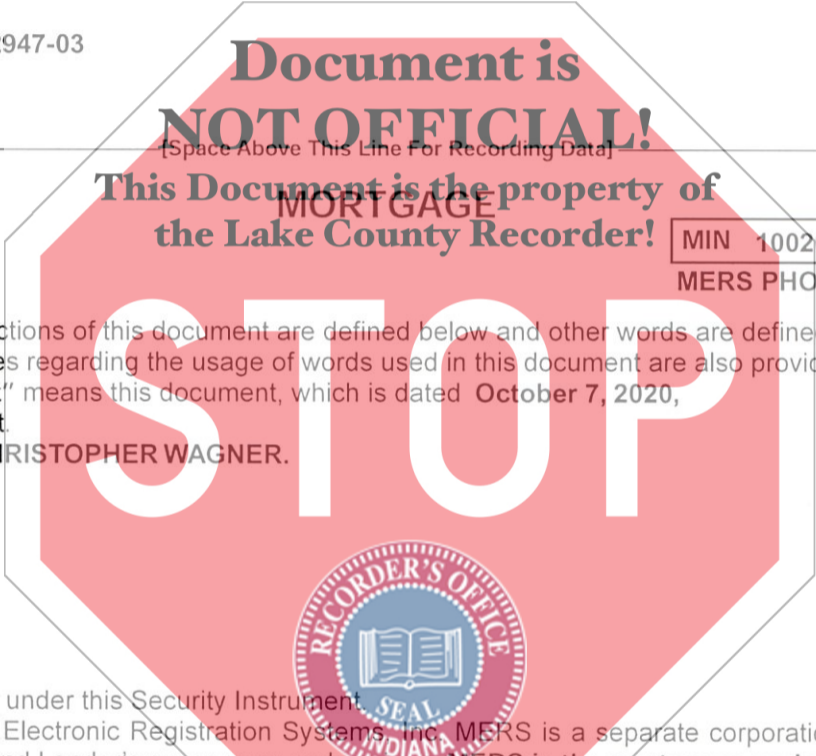 2947-03
Document is
NOT OFFICIAL!
[Space Above This Line For Recording Data]
This Document is the property of
MORTGAGE
the Lake County Recorder!
MIN 1002
MERS PHO
ctions of this document are defined below and other words are define
es regarding the usage of words used in this document are also provid
" means this document, which is dated October 7, 2020,
t.
RISTOPHER WAGNER.
STOP
RECORDER'S OFFICE
SEAL
INDIANA
under this Security Instrument.
Electronic Registration Systems, Inc. MERS is a separate corporati